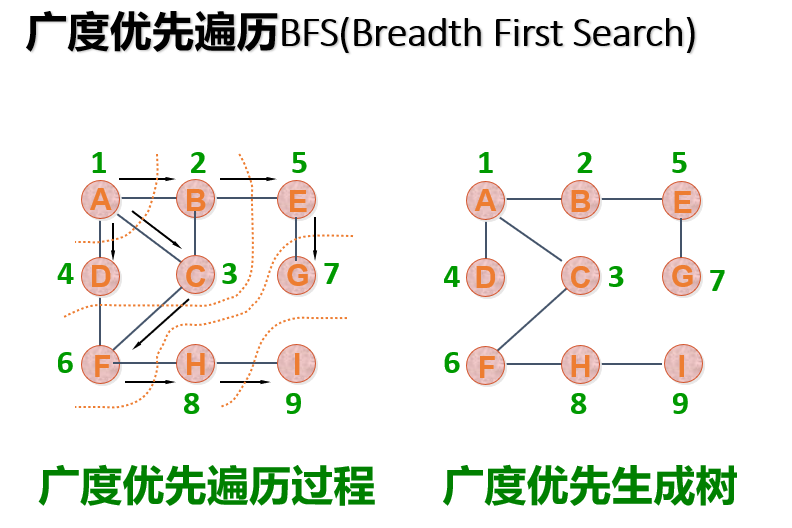 广度优先遍历BFS(Breadth First Search)
1 2 5 1 2 5
A B E A B E
4 D C 3 G 7 4 D C 3 G 7
6 F H I 6 F H I
8 9 8 9
广度优先遍历过程 广度优先生成树